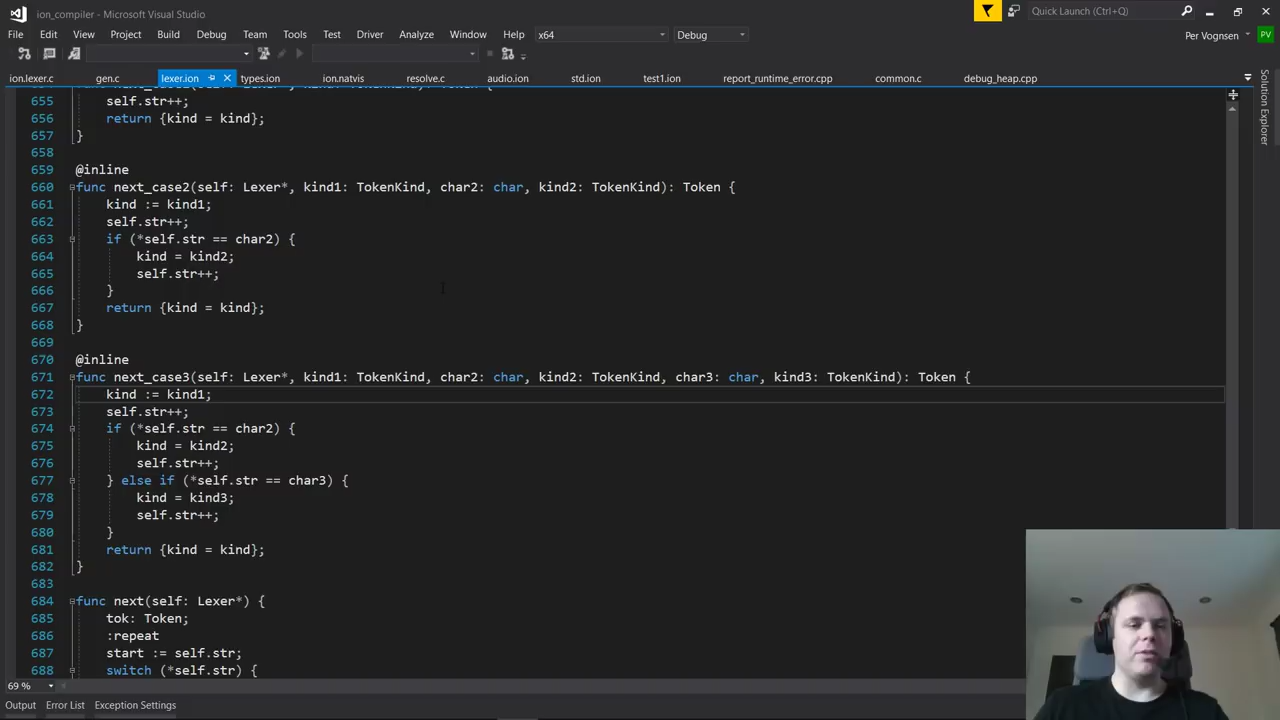 ion_compiler - Microsoft Visual Studio
Quick Launch (Ctrl+Q)
File Edit View Project Build Debug Team Tools Test Driver Analyze Window Help x64 Debug
Per Vognsen PV
ion.lexer.c gen.c lexer.ion types.ion ion.natvis resolve.c audio.ion std.ion test1.ion report_runtime_error.cpp common.c debug_heap.cpp
Solution Explorer
655 self.str++;
656 return {kind = kind};
657 }
658
659 @inline
660 func next_case2(self: Lexer*, kind1: TokenKind, char2: char, kind2: TokenKind): Token {
661 kind := kind1;
662 self.str++;
663 if (*self.str == char2) {
664 kind = kind2;
665 self.str++;
666 }
667 return {kind = kind};
668 }
669
670 @inline
671 func next_case3(self: Lexer*, kind1: TokenKind, char2: char, kind2: TokenKind, char3: char, kind3: TokenKind): Token {
672 kind := kind1;
673 self.str++;
674 if (*self.str == char2) {
675 kind = kind2;
676 self.str++;
677 } else if (*self.str == char3) {
678 kind = kind3;
679 self.str++;
680 }
681 return {kind = kind};
682 }
683
684 func next(self: Lexer*) {
685 tok: Token;
686 :repeat
687 start := self.str;
688 switch (*self.str) {
69 %
Output Error List Exception Settings